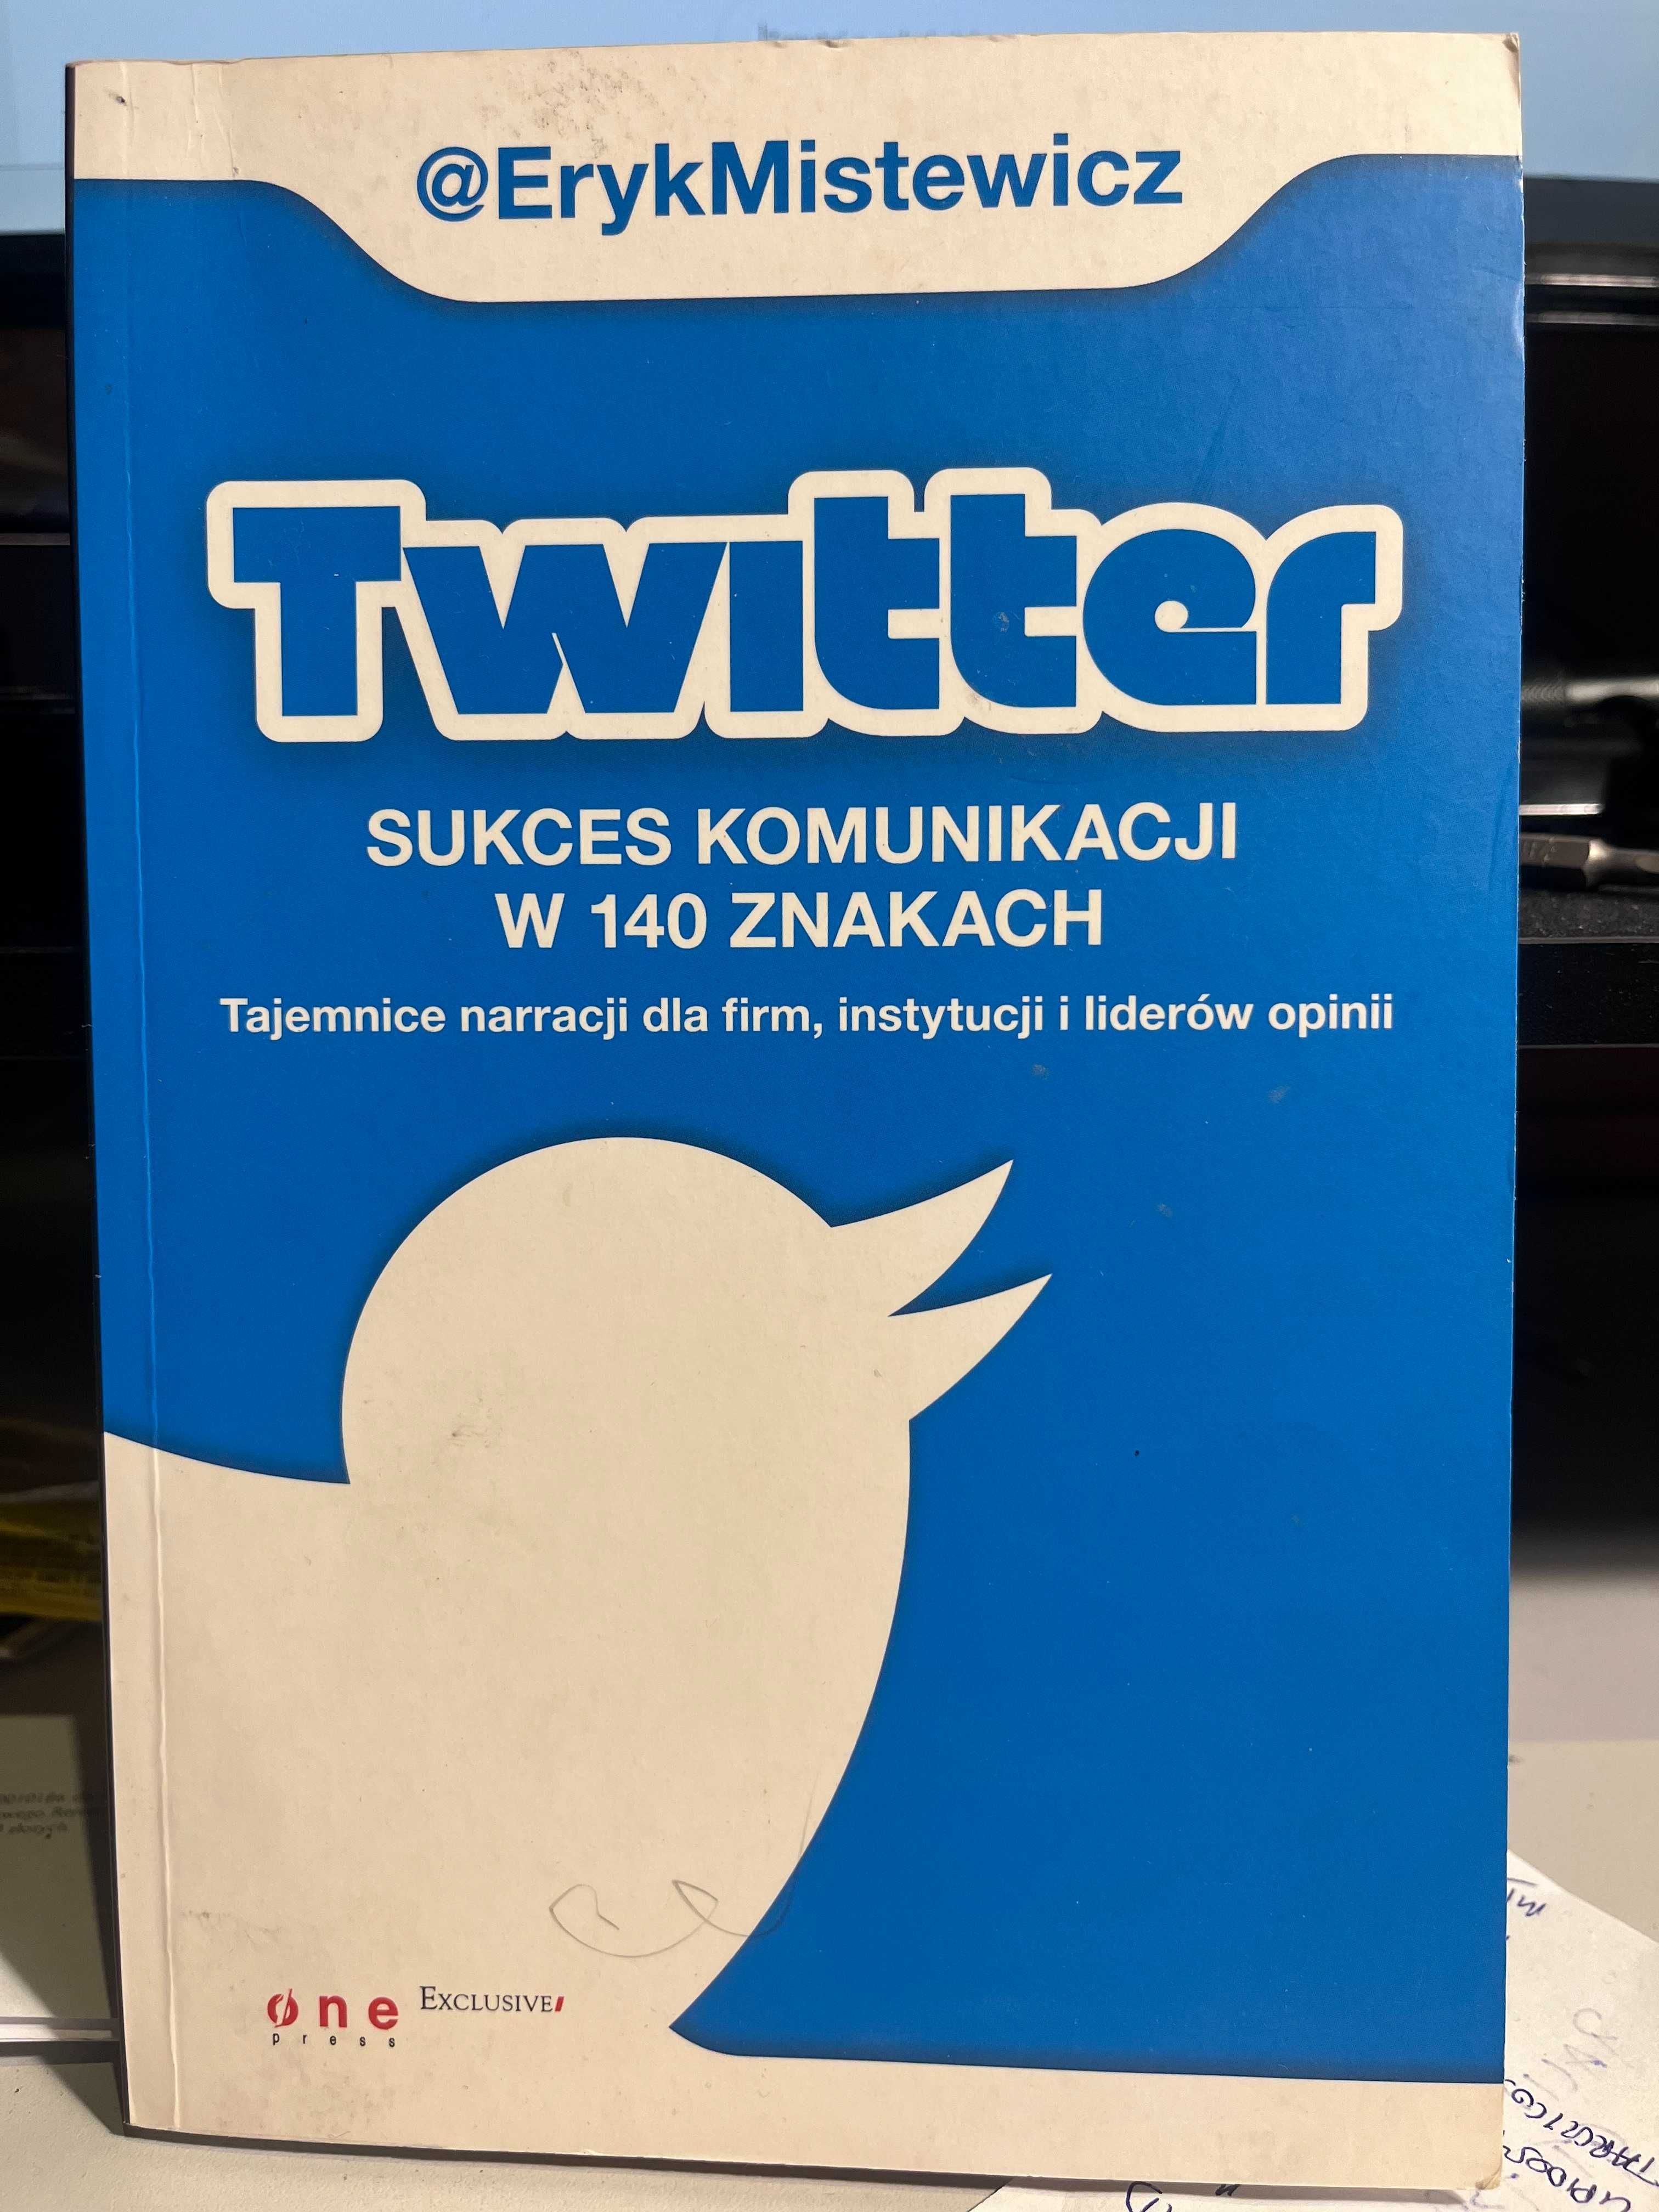 @ErykMistewicz
Twitter
SUKCES KOMUNIKACJI
W 140 ZNAKACH
Tajemnice narracji dla firm, instytucji i liderów opinii
one
press
EXCLUSIVE